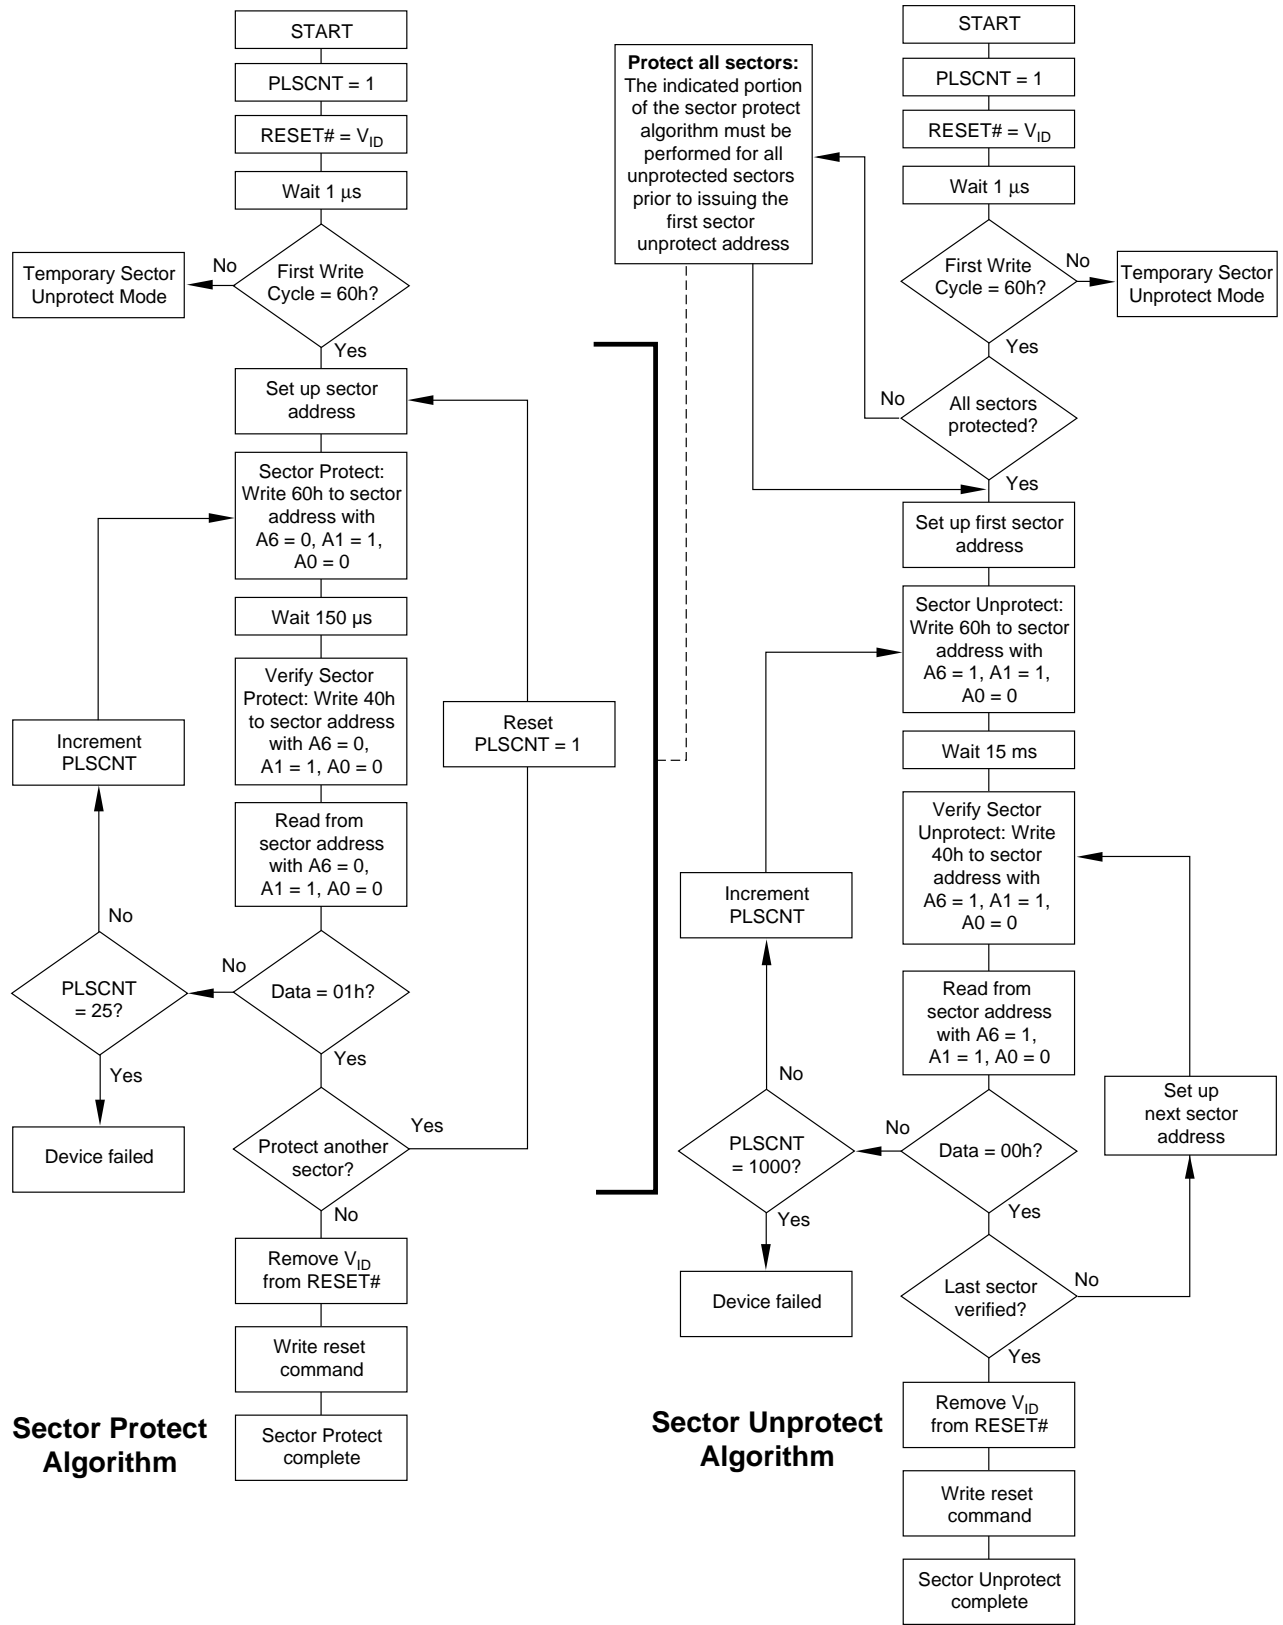 START
PLSCNT = 1
RESET# = VID
Wait 1 μs
First Write
Cycle = 60h?
No
Temporary Sector
Unprotect Mode
Yes
Set up sector
address
Sector Protect:
Write 60h to sector
address with
A6 = 0, A1 = 1,
A0 = 0
Wait 150 µs
Verify Sector
Protect: Write 40h
to sector address
with A6 = 0,
A1 = 1, A0 = 0
Increment
PLSCNT
Reset
PLSCNT = 1
Read from
sector address
with A6 = 0,
A1 = 1, A0 = 0
No
PLSCNT
= 25?
No
Data = 01h?
Yes
Yes
Device failed
Protect another
sector?
Yes
No
Remove VID
from RESET#
Write reset
command
Sector Protect
complete
Sector Protect
Algorithm
Protect all sectors:
The indicated portion
of the sector protect
algorithm must be
performed for all
unprotected sectors
prior to issuing the
first sector
unprotect address
START
PLSCNT = 1
RESET# = VID
Wait 1 μs
First Write
Cycle = 60h?
No
Temporary Sector
Unprotect Mode
Yes
No
All sectors
protected?
Yes
Set up first sector
address
Sector Unprotect:
Write 60h to sector
address with
A6 = 1, A1 = 1,
A0 = 0
Wait 15 ms
Verify Sector
Unprotect: Write
40h to sector
address with
A6 = 1, A1 = 1,
A0 = 0
Increment
PLSCNT
Read from
sector address
with A6 = 1,
A1 = 1, A0 = 0
Set up
next sector
address
No
PLSCNT
= 1000?
No
Data = 00h?
Yes
Yes
Device failed
Last sector
verified?
No
Yes
Remove VID
from RESET#
Write reset
command
Sector Unprotect
complete
Sector Unprotect
Algorithm